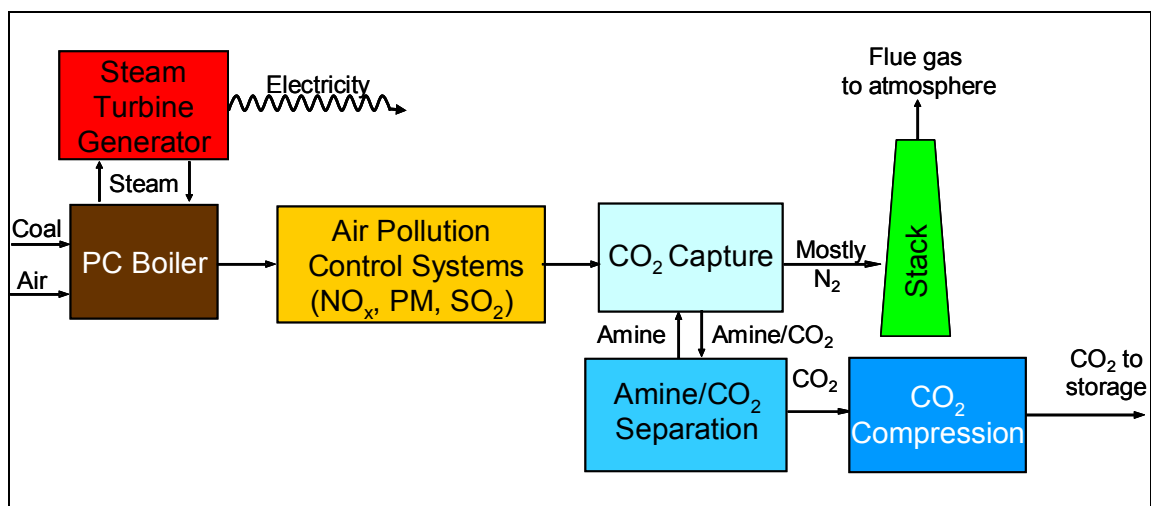 Steam
Turbine
Generator
Electricity
Flue gas
to atmosphere
Steam
Coal
Air
PC Boiler
Air Pollution
Control Systems
(NOₓ, PM, SO₂)
CO₂ Capture
Mostly
N₂
Stack
Amine
Amine/CO₂
Amine/CO₂
Separation
CO₂
CO₂
Compression
CO₂ to
storage